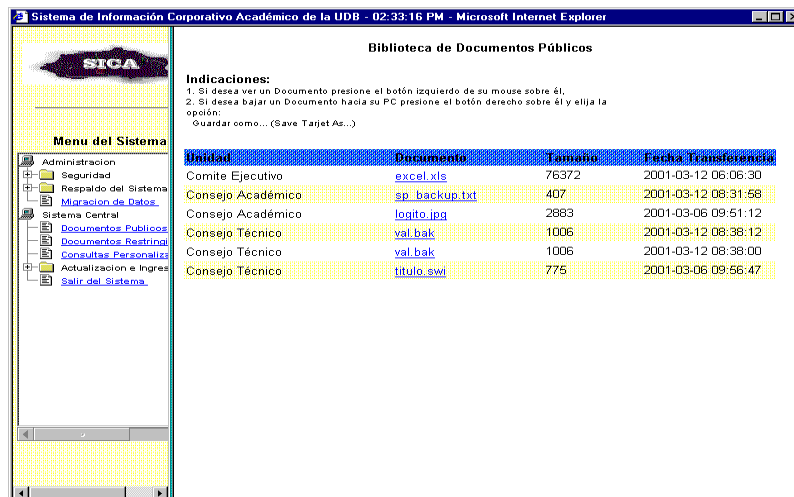 Sistema de Información Corporativo Académico de la UDB - 02:33:16 PM - Microsoft Internet Explorer
SICA
Menu del Sistema
Administracion
Seguridad
Respaldo del Sistema
Migracion de Datos
Sistema Central
Documentos Publicos
Documentos Restringi
Consultas Personaliza
Actualizacion e Ingres
Salir del Sistema
Biblioteca de Documentos Públicos
Indicaciones:
1. Si desea ver un Documento presione el botón izquierdo de su mouse sobre él,
2. Si desea bajar un Documento hacia su PC presione el botón derecho sobre él y elija la
opción:
Guardar como... (Save Tarjet As...)
Unidad Documento Tamaño Fecha Transferencia
Comite Ejecutivo excel.xls 76372 2001-03-12 06:06:30
Consejo Académico sp_backup.txt 407 2001-03-12 08:31:58
Consejo Académico logito.jpg 2883 2001-03-06 09:51:12
Consejo Técnico val.bak 1006 2001-03-12 08:38:12
Consejo Técnico val.bak 1006 2001-03-12 08:38:00
Consejo Técnico titulo.swi 775 2001-03-06 09:56:47